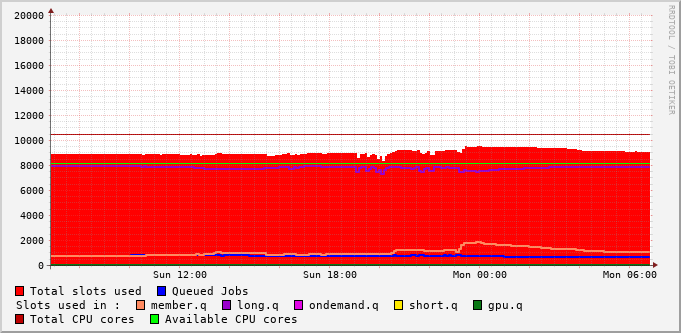 20000
18000
16000
14000
12000
10000
8000
6000
4000
2000
0
Sun 12:00 Sun 18:00 Mon 00:00 Mon 06:00
RRDTOOL / TOBI OETIKER
Total slots used Queued Jobs
Slots used in : member.q long.q ondemand.q short.q gpu.q
Total CPU cores Available CPU cores